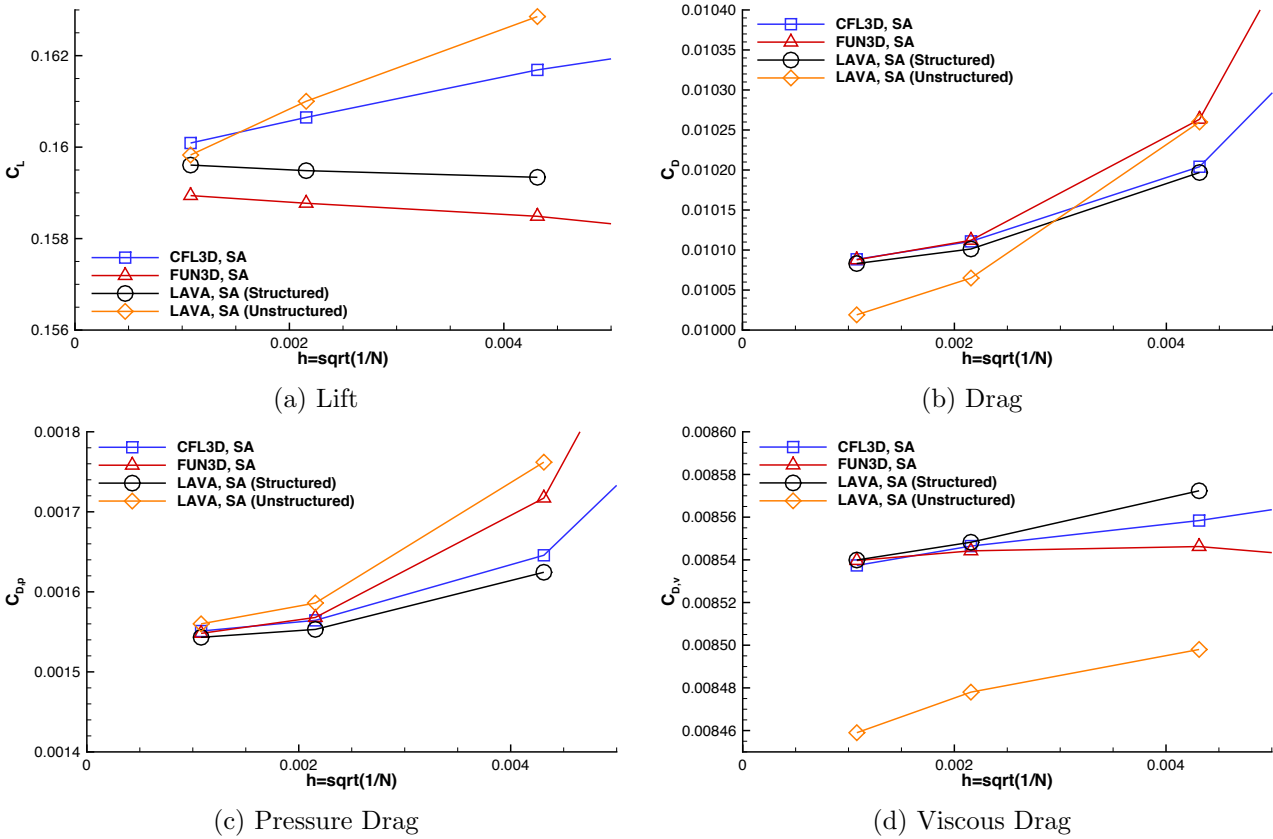 C_L
0.162
0.16
0.158
0.156
0
0.002
0.004
h=sqrt(1/N)
CFL3D, SA
FUN3D, SA
LAVA, SA (Structured)
LAVA, SA (Unstructured)
(a) Lift
C_D
0.01040
0.01030
0.01020
0.01010
0.01005
0.01000
0
0.002
0.004
h=sqrt(1/N)
CFL3D, SA
FUN3D, SA
LAVA, SA (Structured)
LAVA, SA (Unstructured)
(b) Drag
C_D,p
0.0018
0.0017
0.0016
0.0015
0.0014
0
0.002
0.004
h=sqrt(1/N)
CFL3D, SA
FUN3D, SA
LAVA, SA (Structured)
LAVA, SA (Unstructured)
(c) Pressure Drag
C_D,v
0.00860
0.00858
0.00856
0.00854
0.00852
0.00850
0.00848
0.00846
0
0.002
0.004
h=sqrt(1/N)
CFL3D, SA
FUN3D, SA
LAVA, SA (Structured)
LAVA, SA (Unstructured)
(d) Viscous Drag